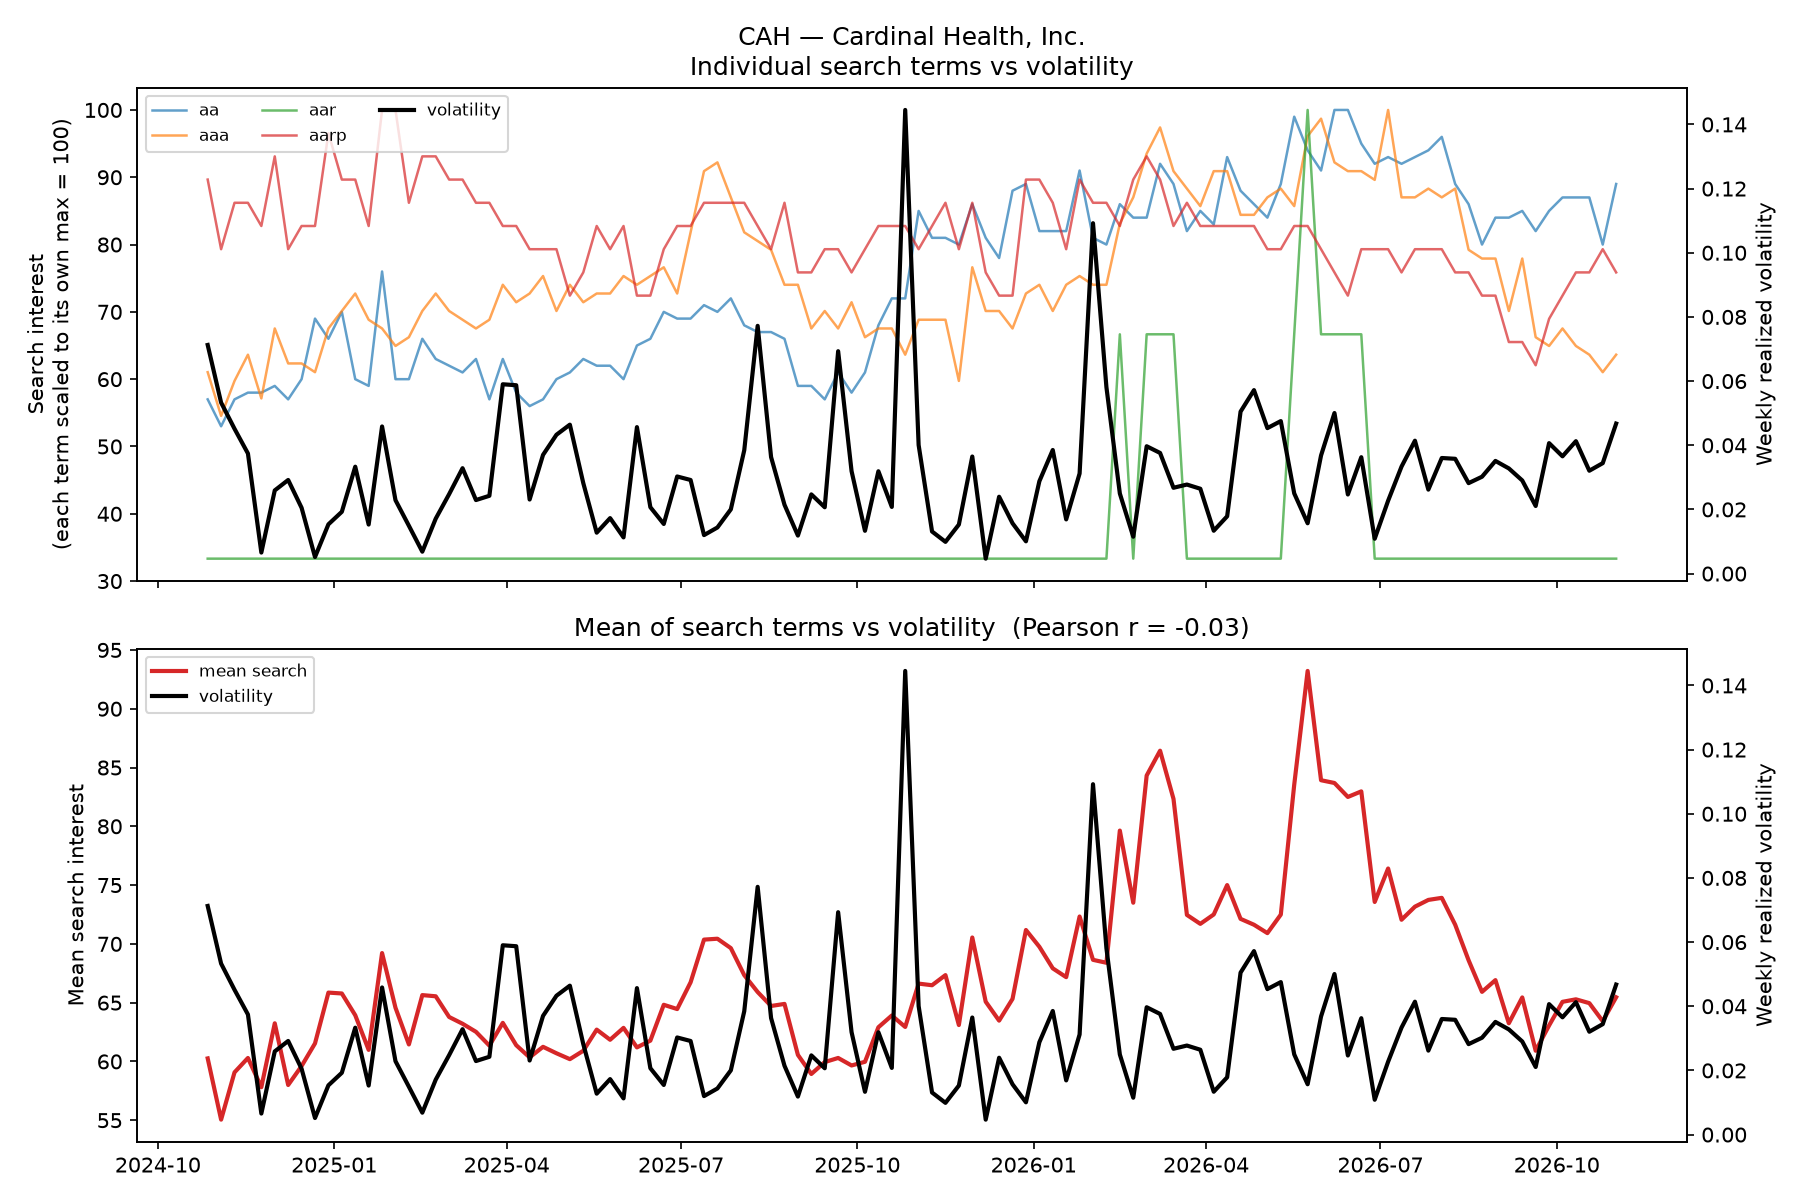 CAH — Cardinal Health, Inc.
Individual search terms vs volatility
aa
aaa
aar
aarp
volatility
Search interest
(each term scaled to its own max = 100)
100
90
80
70
60
50
40
30
0.14
0.12
0.10
0.08
0.06
0.04
0.02
0.00
Weekly realized volatility
Mean of search terms vs volatility (Pearson r = -0.03)
mean search
volatility
Mean search interest
95
90
85
80
75
70
65
60
55
0.14
0.12
0.10
0.08
0.06
0.04
0.02
0.00
Weekly realized volatility
2024-10
2025-01
2025-04
2025-07
2025-10
2026-01
2026-04
2026-07
2026-10